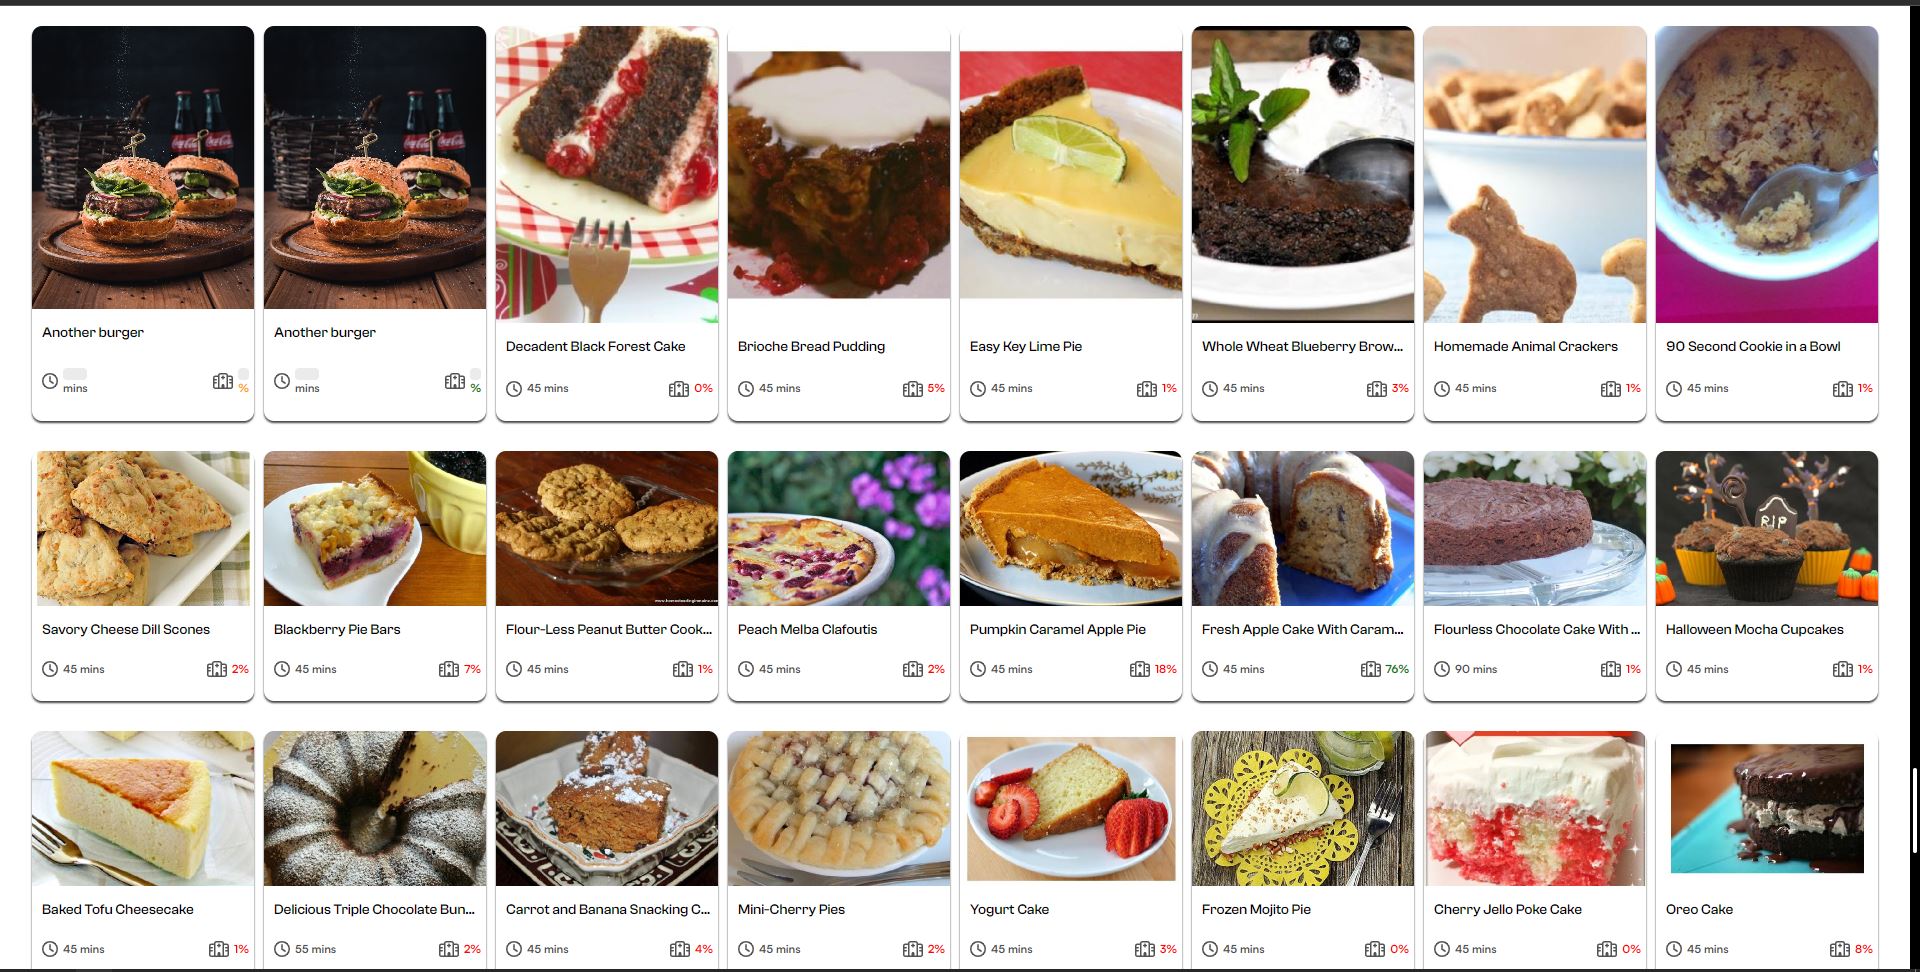 Another burger
mins
%
Another burger
mins
%
Decadent Black Forest Cake
45 mins
0%
Brioche Bread Pudding
45 mins
5%
Easy Key Lime Pie
45 mins
1%
Whole Wheat Blueberry Brow...
45 mins
3%
Homemade Animal Crackers
45 mins
1%
90 Second Cookie in a Bowl
45 mins
1%
Savory Cheese Dill Scones
45 mins
2%
Blackberry Pie Bars
45 mins
7%
Flour-Less Peanut Butter Cook...
45 mins
1%
Peach Melba Clafoutis
45 mins
2%
Pumpkin Caramel Apple Pie
45 mins
18%
Fresh Apple Cake With Caram...
45 mins
76%
Flourless Chocolate Cake With ...
90 mins
1%
RIP
Halloween Mocha Cupcakes
45 mins
1%
Baked Tofu Cheesecake
45 mins
1%
Delicious Triple Chocolate Bun...
55 mins
2%
Carrot and Banana Snacking C...
45 mins
4%
Mini-Cherry Pies
45 mins
2%
Yogurt Cake
45 mins
3%
Frozen Mojito Pie
45 mins
0%
Cherry Jello Poke Cake
45 mins
0%
Oreo Cake
45 mins
8%